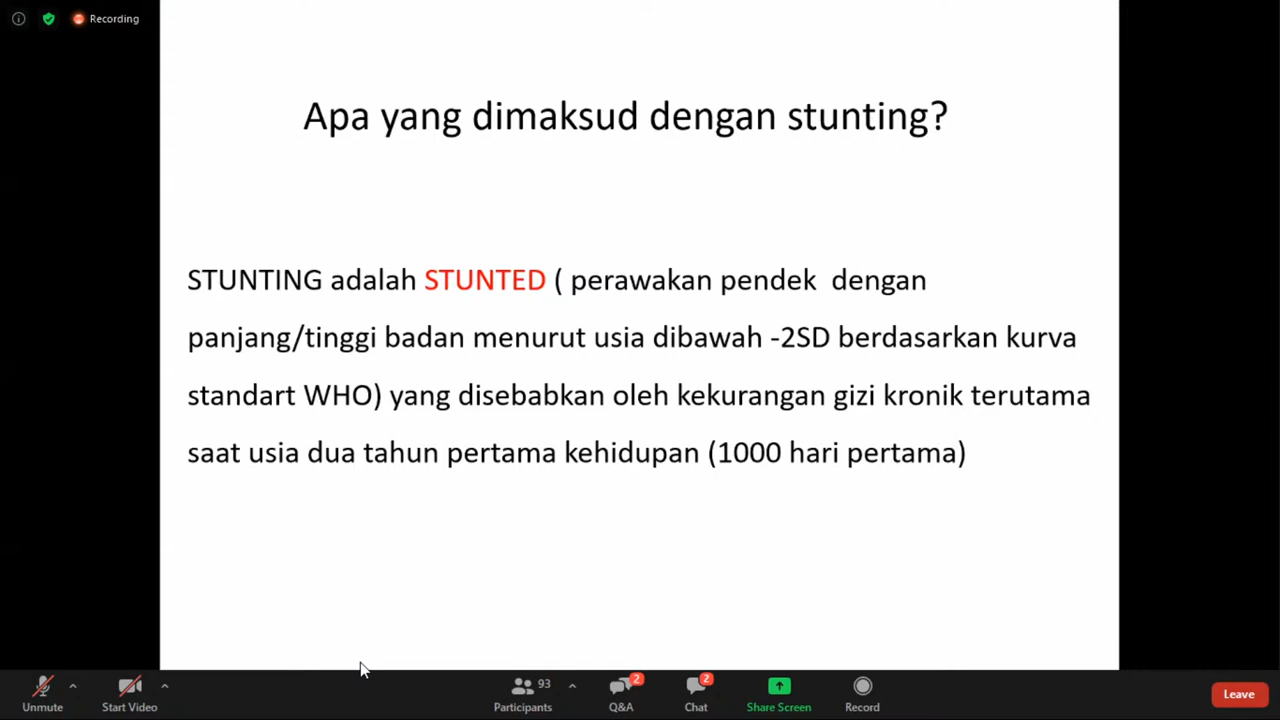 Recording
Apa yang dimaksud dengan stunting?
STUNTING adalah STUNTED ( perawakan pendek  dengan
panjang/tinggi badan menurut usia dibawah -2SD berdasarkan kurva
standart WHO) yang disebabkan oleh kekurangan gizi kronik terutama
saat usia dua tahun pertama kehidupan (1000 hari pertama)
93
2
2
Unmute
Start Video
Participants
Q&A
Chat
Share Screen
Record
Leave